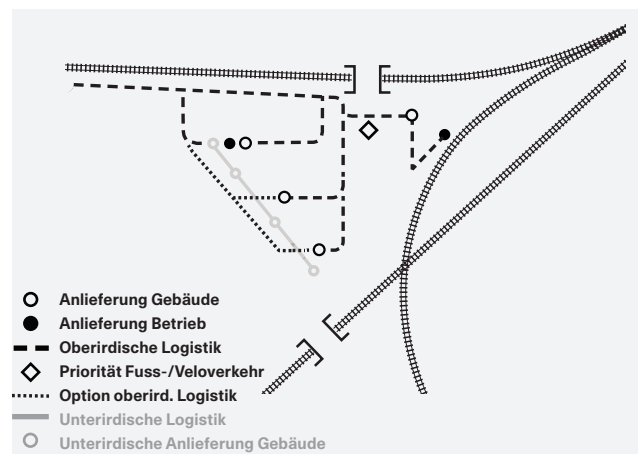 Anlieferung Gebäude
Anlieferung Betrieb
Oberirdische Logistik
Priorität Fuss-/Veloverkehr
Option oberird. Logistik
Unterirdische Logistik
Unterirdische Anlieferung Gebäude